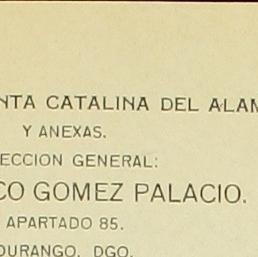 NTA CATALINA DEL ALAM
Y ANEXAS.
ECCION GENERAL:
CO GOMEZ PALACIO.
APARTADO 85.
DURANGO, DGO.